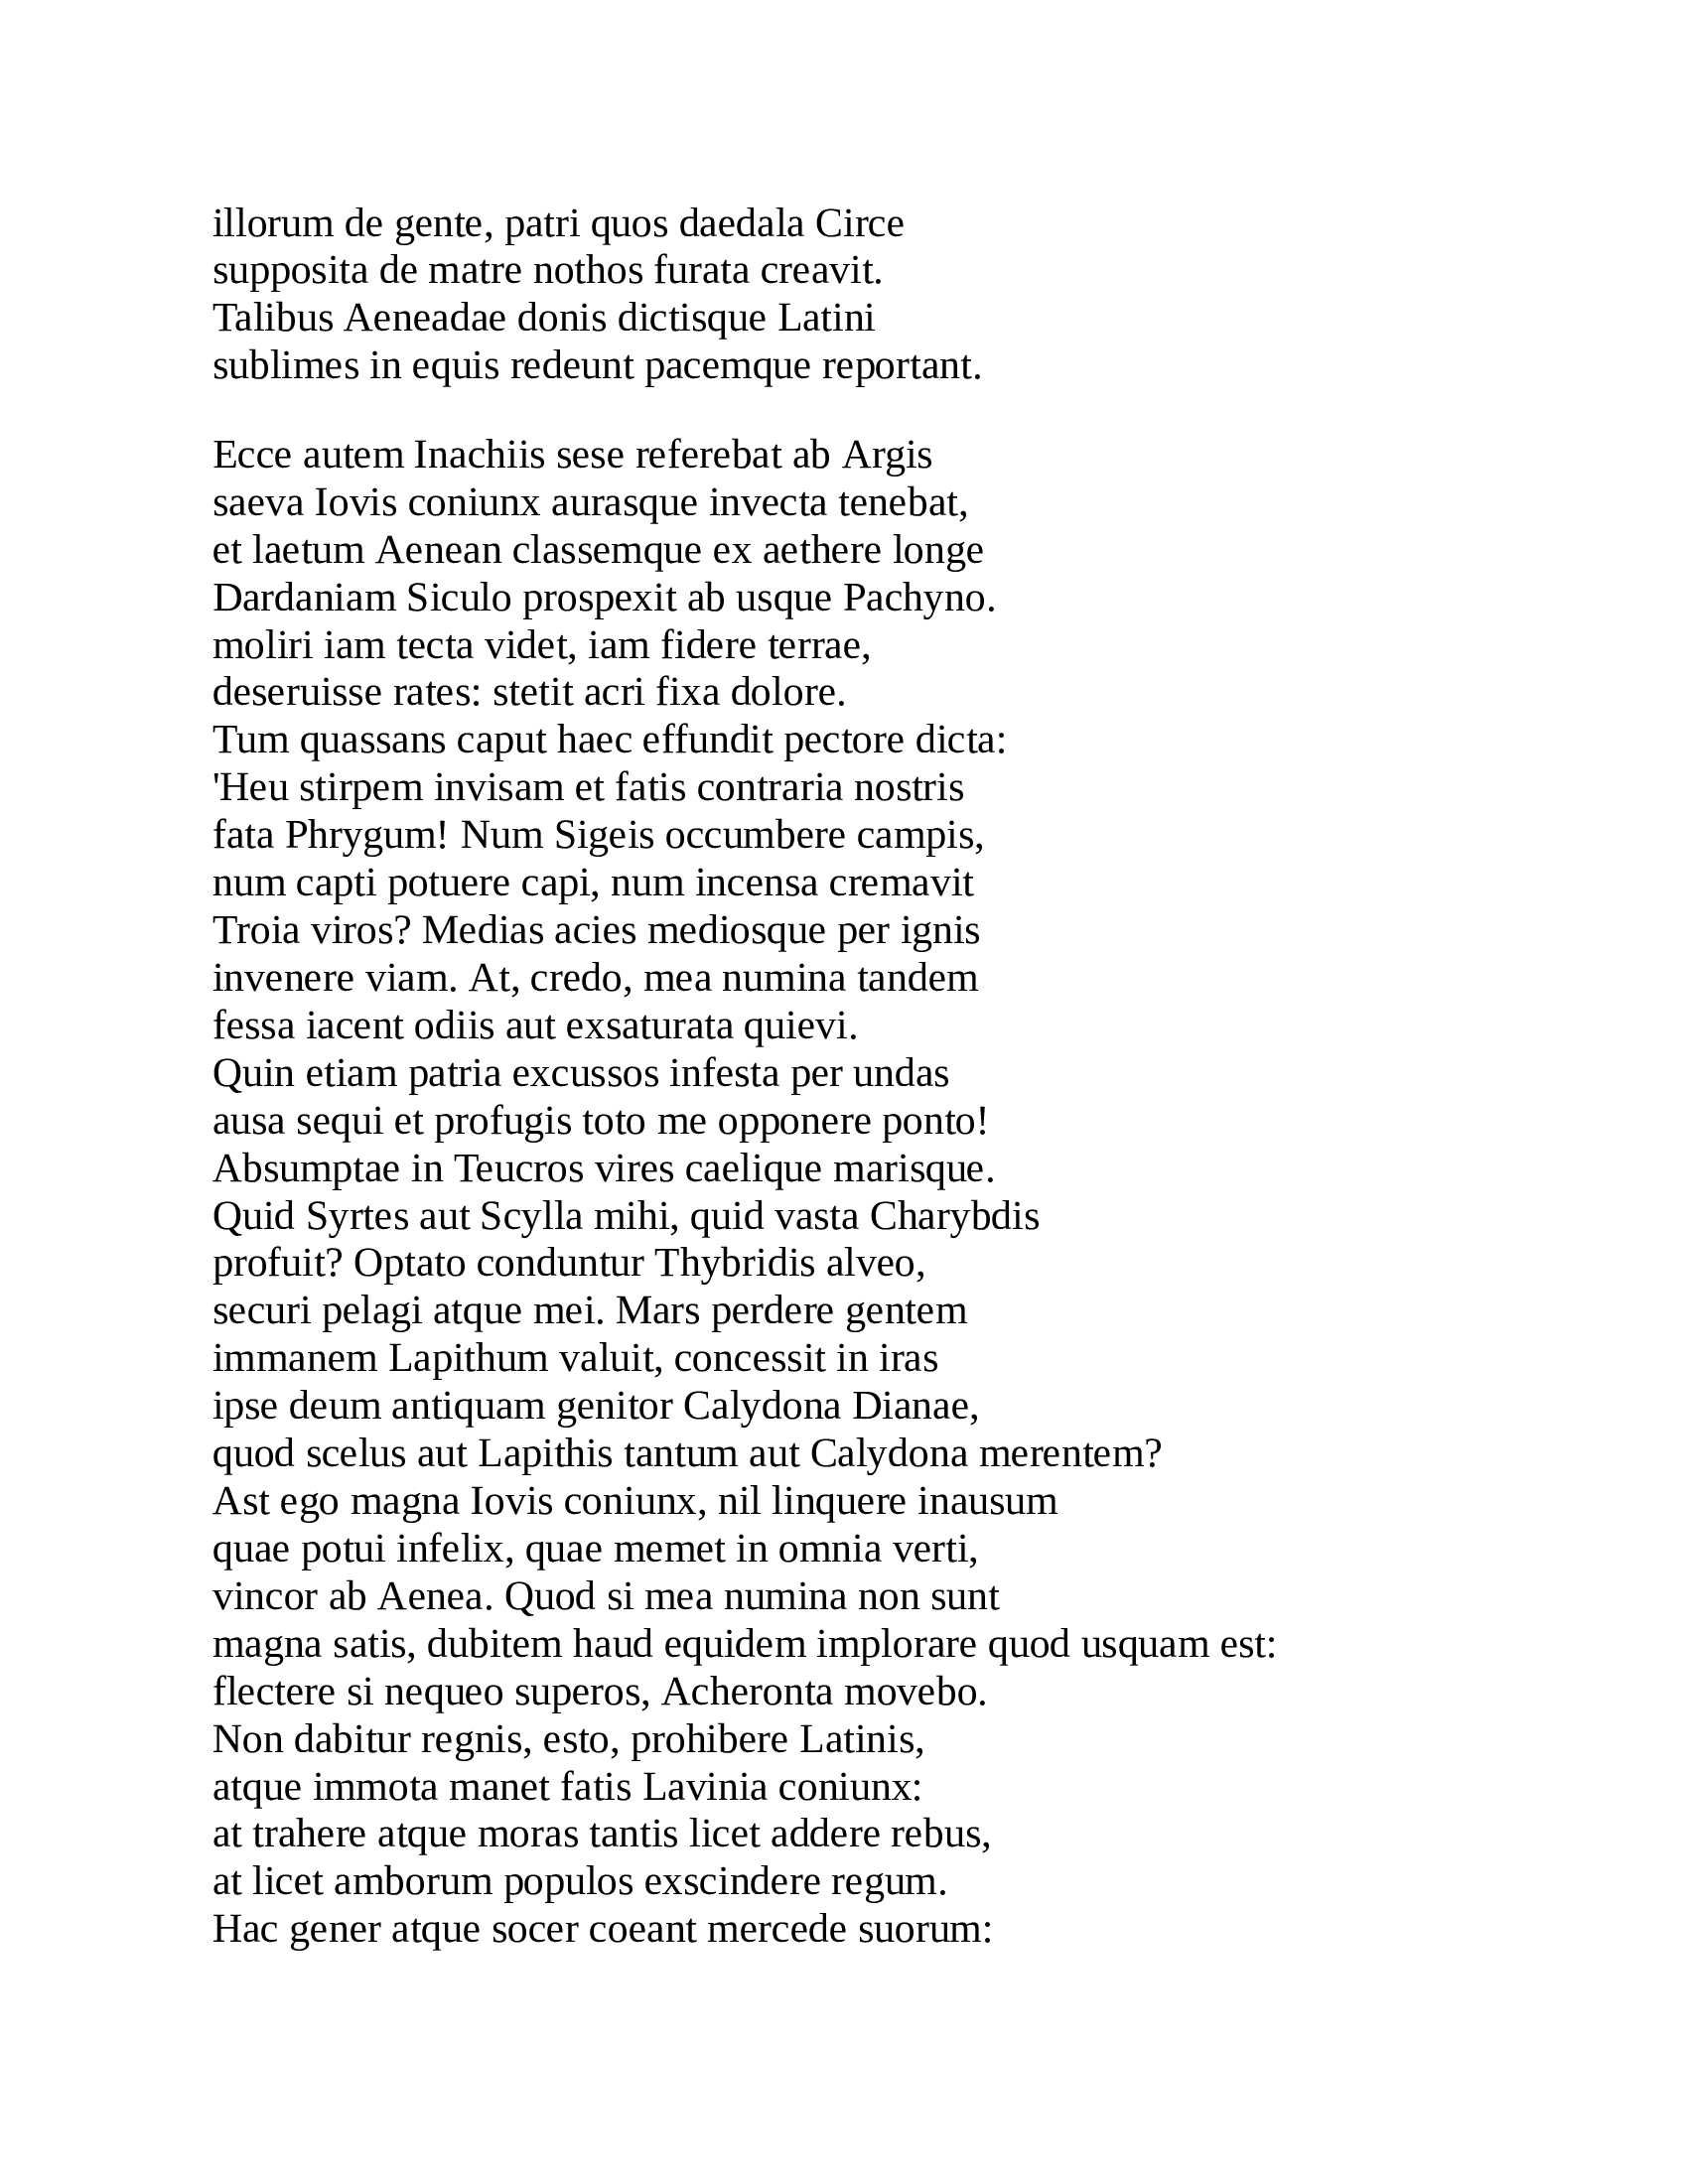 illorum de gente, patri quos daedala Circe
supposita de matre nothos furata creavit.
Talibus Aeneadae donis dictisque Latini
sublimes in equis redeunt pacemque reportant.

Ecce autem Inachiis sese referebat ab Argis
saeva Iovis coniunx aurasque invecta tenebat,
et laetum Aenean classemque ex aethere longe
Dardaniam Siculo prospexit ab usque Pachyno.
moliri iam tecta videt, iam fidere terrae,
deseruisse rates: stetit acri fixa dolore.
Tum quassans caput haec effundit pectore dicta:
'Heu stirpem invisam et fatis contraria nostris
fata Phrygum! Num Sigeis occumbere campis,
num capti potuere capi, num incensa cremavit
Troia viros? Medias acies mediosque per ignis
invenere viam. At, credo, mea numina tandem
fessa iacent odiis aut exsaturata quievi.
Quin etiam patria excussos infesta per undas
ausa sequi et profugis toto me opponere ponto!
Absumptae in Teucros vires caelique marisque.
Quid Syrtes aut Scylla mihi, quid vasta Charybdis
profuit? Optato conduntur Thybridis alveo,
securi pelagi atque mei. Mars perdere gentem
immanem Lapithum valuit, concessit in iras
ipse deum antiquam genitor Calydona Dianae,
quod scelus aut Lapithis tantum aut Calydona merentem?
Ast ego magna Iovis coniunx, nil linquere inausum
quae potui infelix, quae memet in omnia verti,
vincor ab Aenea. Quod si mea numina non sunt
magna satis, dubitem haud equidem implorare quod usquam est:
flectere si nequeo superos, Acheronta movebo.
Non dabitur regnis, esto, prohibere Latinis,
atque immota manet fatis Lavinia coniunx:
at trahere atque moras tantis licet addere rebus,
at licet amborum populos exscindere regum.
Hac gener atque socer coeant mercede suorum: